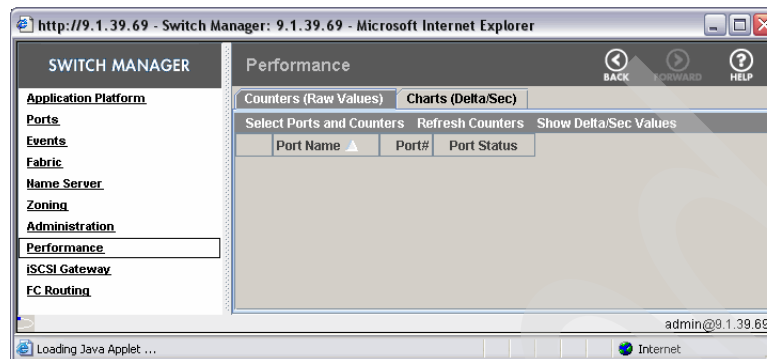 http://9.1.39.69 - Switch Manager: 9.1.39.69 - Microsoft Internet Explorer
SWITCH MANAGER
Performance
BACK
FORWARD
HELP
Application Platform
Ports
Events
Fabric
Name Server
Zoning
Administration
Performance
iSCSI Gateway
FC Routing
Counters (Raw Values) Charts (Delta/Sec)
Select Ports and Counters Refresh Counters Show Delta/Sec Values
Port Name Port# Port Status
admin@9.1.39.69
Loading Java Applet ...
Internet